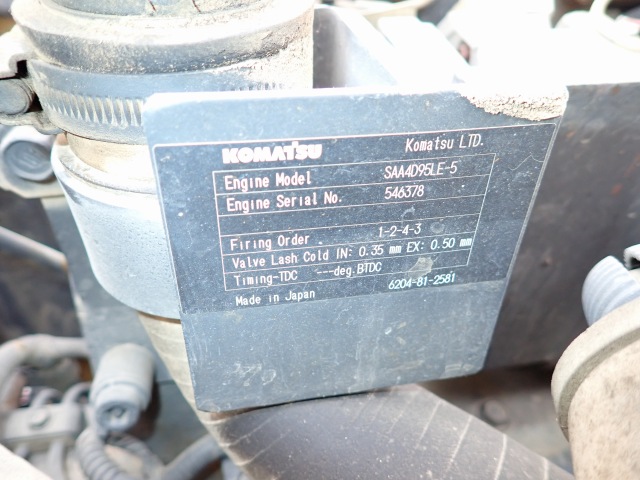 KOMATSU Komatsu LTD.
Engine Model SAA4D95LE-5
Engine Serial No. 546378
Firing Order 1-2-4-3
Valve Lash Cold IN: 0.35 mm EX: 0.50 mm
Timing-TDC ---deg.BTDC
Made in Japan 6204-81-2581